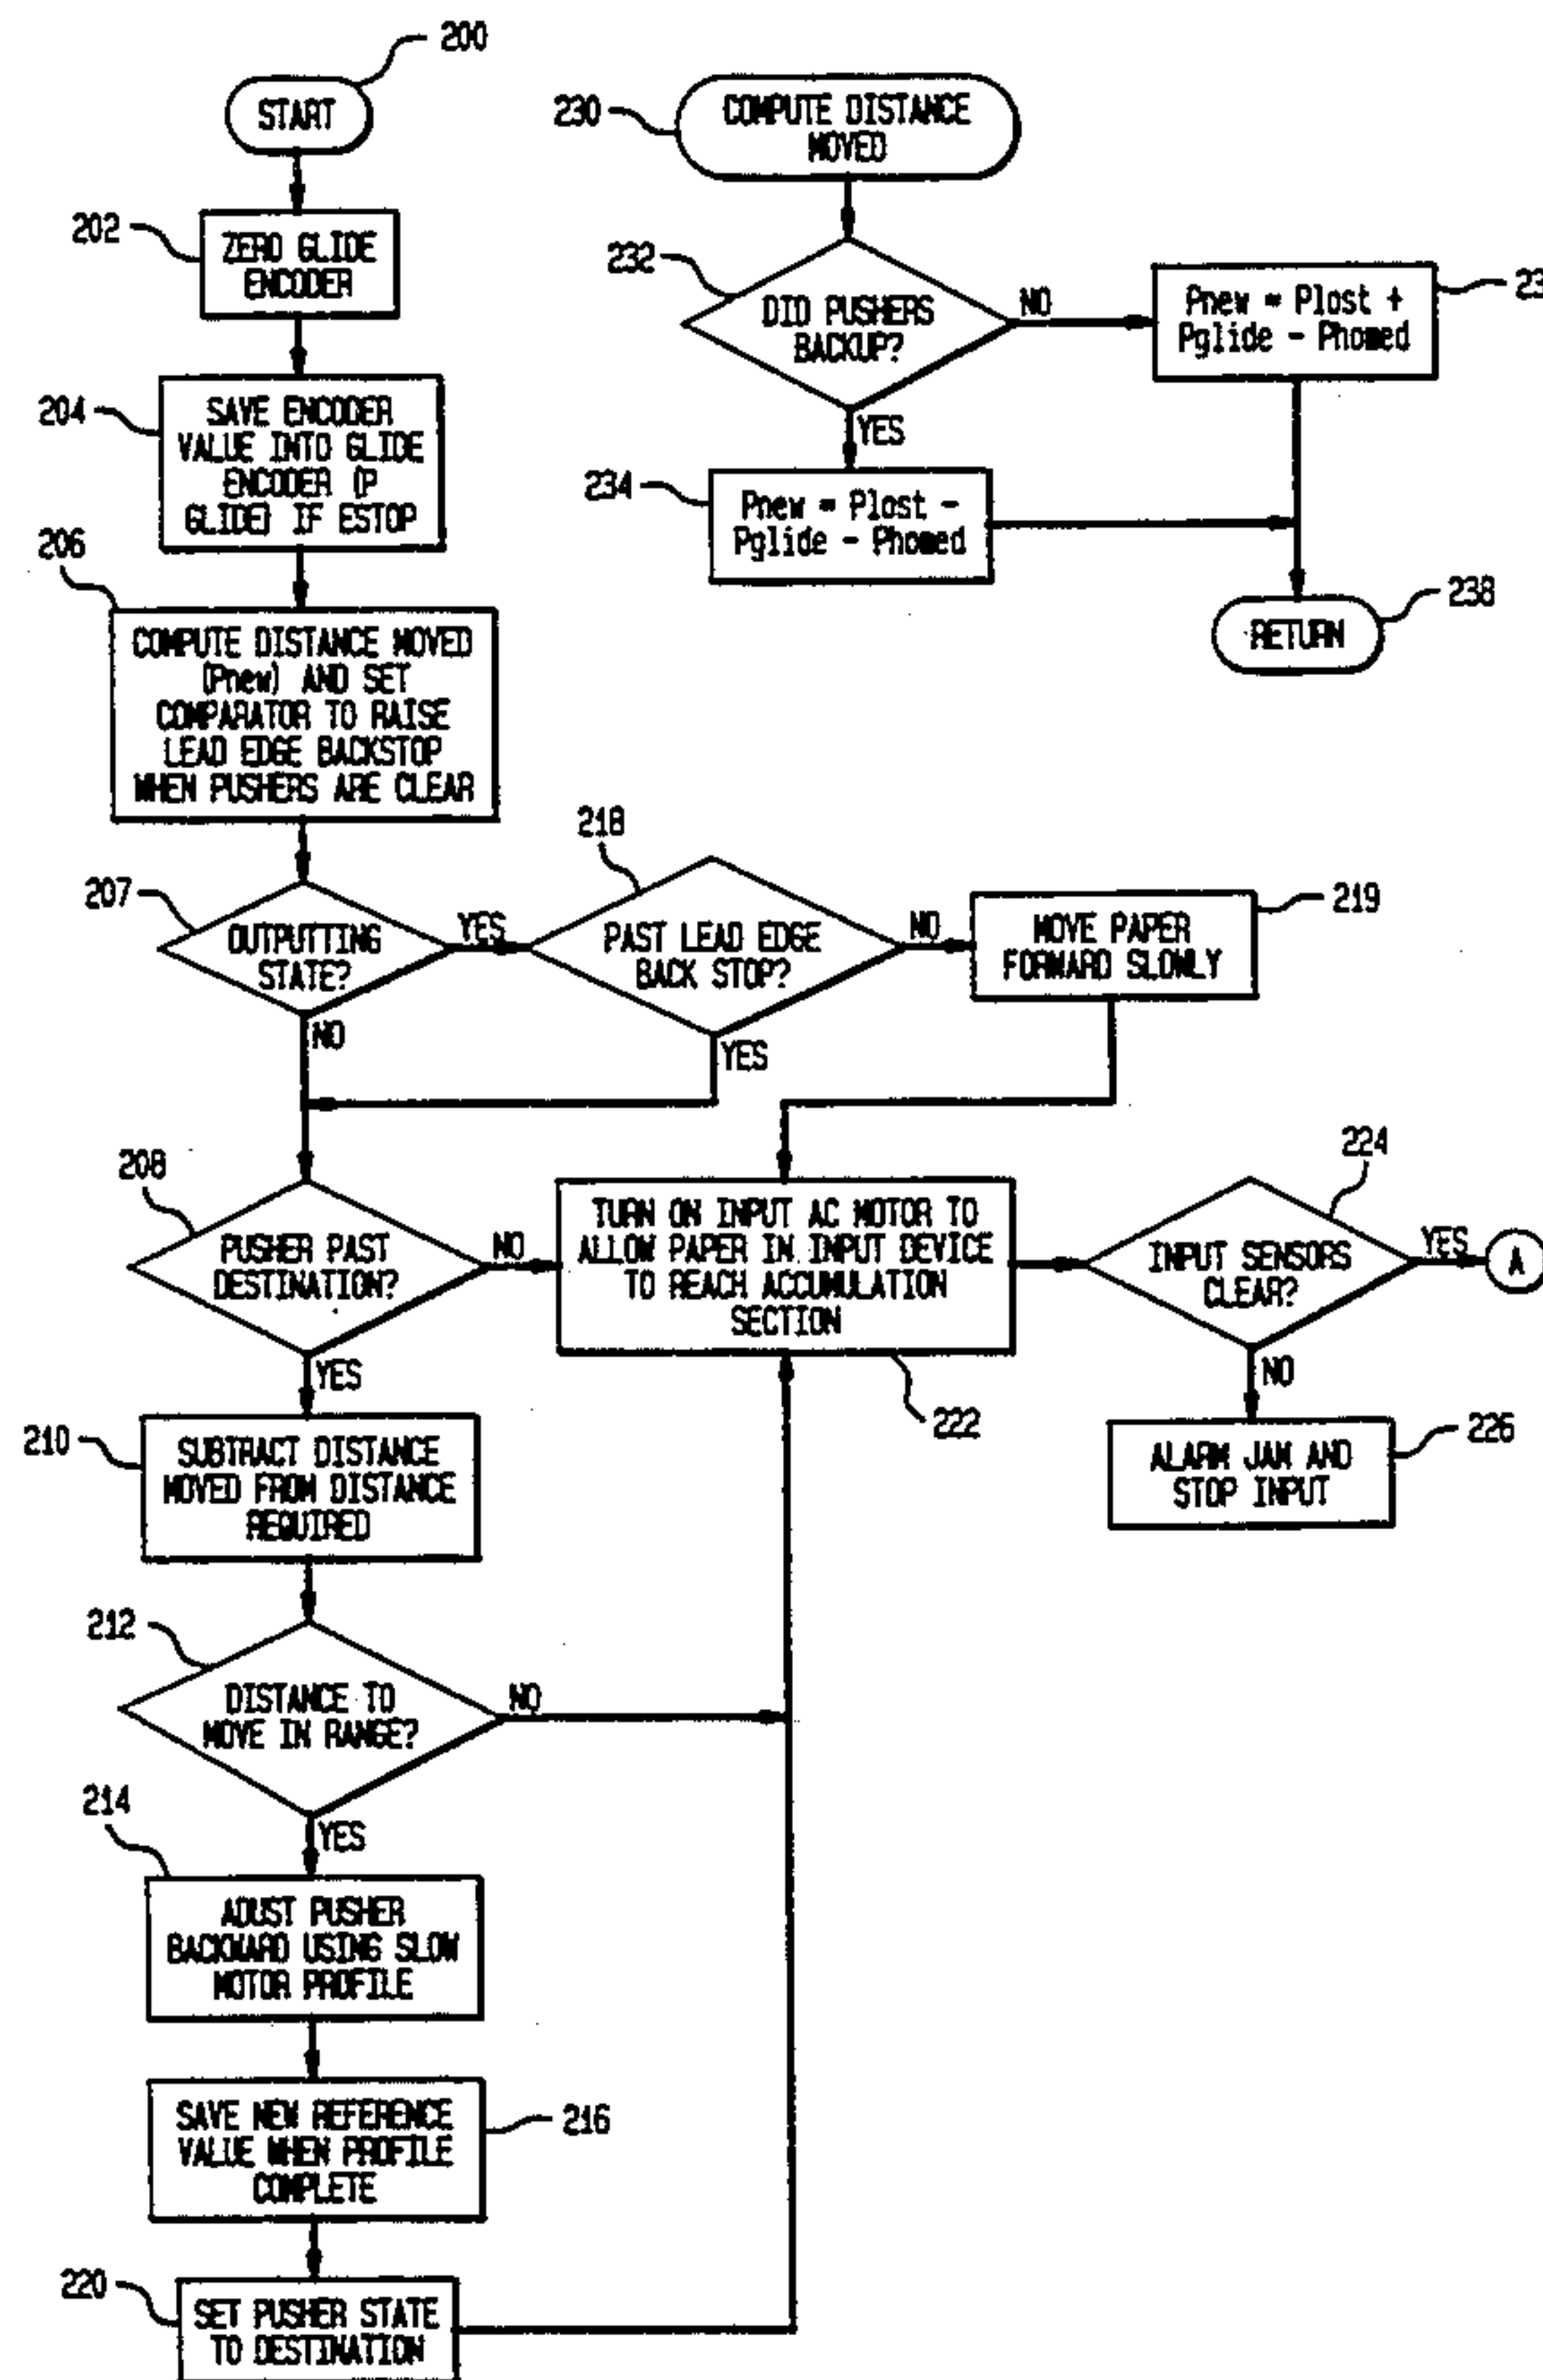 200
START
202
ZERO GLIDE
ENCODER
204
SAVE ENCODER
VALUE INTO GLIDE
ENCODER (P
GLIDE) IF ESTOP
206
COMPUTE DISTANCE MOVED
(Pnew) AND SET
COMPARATOR TO RAISE
LEAD EDGE BACKSTOP
WHEN PUSHERS ARE CLEAR
230
COMPUTE DISTANCE
MOVED
232
DID PUSHERS
BACKUP?
NO
Pnew = Plost +
Pglide - Phomed
23
YES
234
Pnew = Plost -
Pglide - Phomed
238
RETURN
207
OUTPUTTING
STATE?
YES
NO
218
PAST LEAD EDGE
BACK STOP?
NO
YES
219
MOVE PAPER
FORWARD SLOWLY
208
PUSHER PAST
DESTINATION?
NO
YES
TURN ON INPUT AC MOTOR TO
ALLOW PAPER IN INPUT DEVICE
TO REACH ACCUMULATION
SECTION
222
224
INPUT SENSORS
CLEAR?
YES
A
NO
ALARM JAM AND
STOP INPUT
226
210
SUBTRACT DISTANCE
MOVED FROM DISTANCE
REQUIRED
212
DISTANCE TO
MOVE IN RANGE?
NO
YES
214
ADUST PUSHER
BACKWARD USING SLOW
MOTOR PROFILE
SAVE NEW REFERENCE
VALUE WHEN PROFILE
COMPLETE
216
220
SET PUSHER STATE
TO DESTINATION